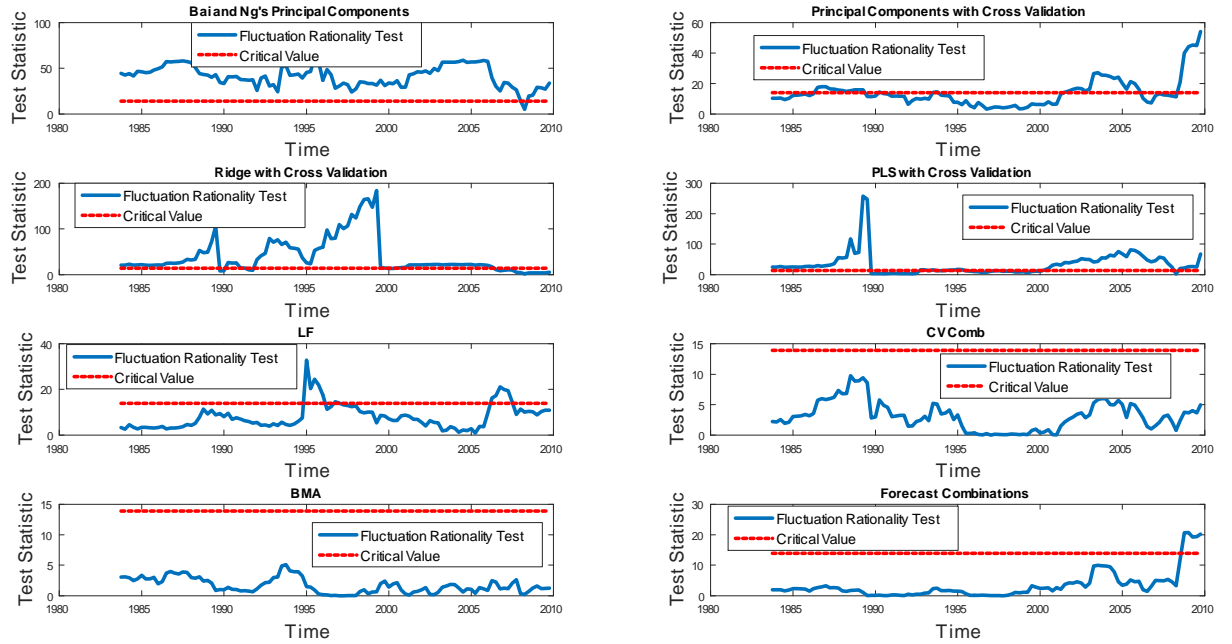 Bai and Ng's Principal Components
Test Statistic
100
50
0
Fluctuation Rationality Test
Critical Value
1980 1985 1990 1995 2000 2005 2010
Time
Principal Components with Cross Validation
Test Statistic
60
40
20
0
Fluctuation Rationality Test
Critical Value
1980 1985 1990 1995 2000 2005 2010
Time
Ridge with Cross Validation
Test Statistic
200
100
0
Fluctuation Rationality Test
Critical Value
1980 1985 1990 1995 2000 2005 2010
Time
PLS with Cross Validation
Test Statistic
300
200
100
0
Fluctuation Rationality Test
Critical Value
1980 1985 1990 1995 2000 2005 2010
Time
LF
Test Statistic
40
20
0
Fluctuation Rationality Test
Critical Value
1980 1985 1990 1995 2000 2005 2010
Time
CVComb
Test Statistic
15
10
5
0
Fluctuation Rationality Test
Critical Value
1980 1985 1990 1995 2000 2005 2010
Time
BMA
Test Statistic
15
10
5
0
Fluctuation Rationality Test
Critical Value
1980 1985 1990 1995 2000 2005 2010
Time
Forecast Combinations
Test Statistic
30
20
10
0
Fluctuation Rationality Test
Critical Value
1980 1985 1990 1995 2000 2005 2010
Time